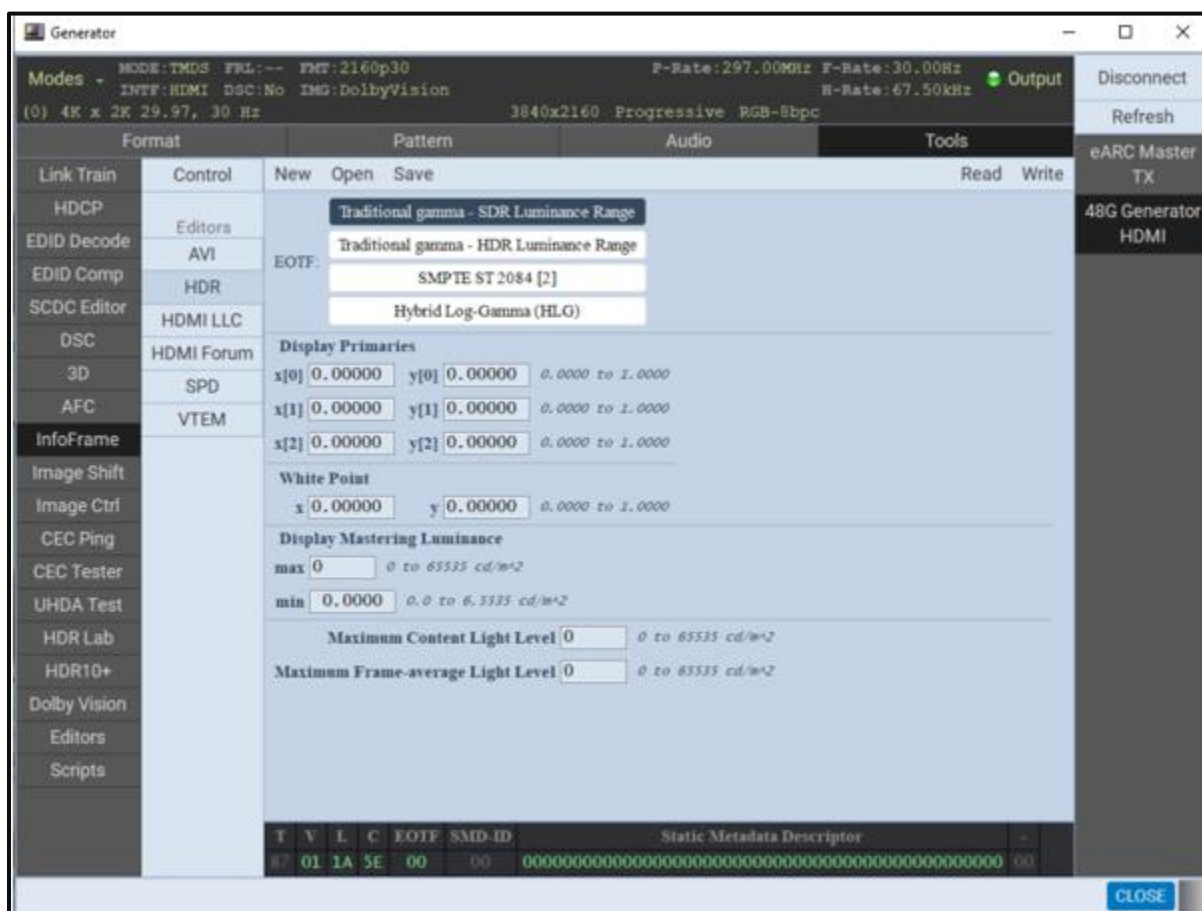 Generator
Modes
MODE:TMDS FRL:-- FMT:2160p30 P-Rate:297.00MHz F-Rate:30.00Hz
INTF:HDMI DSC:No IMG:DolbyVision H-Rate:67.50kHz
Output
(0) 4K x 2K 29.97, 30 Hz 3840x2160 Progressive RGB-8bpc
Disconnect
Refresh
eARC Master
TX
48G Generator
HDMI
Format Pattern Audio Tools
Link Train
HDCP
EDID Decode
EDID Comp
SCDC Editor
DSC
3D
AFC
InfoFrame
Image Shift
Image Ctrl
CEC Ping
CEC Tester
UHDA Test
HDR Lab
HDR10+
Dolby Vision
Editors
Scripts
Control
Editors
AVI
HDR
HDMI LLC
HDMI Forum
SPD
VTEM
New Open Save Read Write
EOTF:
Traditional gamma - SDR Luminance Range
Traditional gamma - HDR Luminance Range
SMPTE ST 2084 [2]
Hybrid Log-Gamma (HLG)
Display Primaries
x[0] 0.00000 y[0] 0.00000 0.0000 to 1.0000
x[1] 0.00000 y[1] 0.00000 0.0000 to 1.0000
x[2] 0.00000 y[2] 0.00000 0.0000 to 1.0000
White Point
x 0.00000 y 0.00000 0.0000 to 1.0000
Display Mastering Luminance
max 0 0 to 65535 cd/m^2
min 0.0000 0.0 to 6.5535 cd/m^2
Maximum Content Light Level 0 0 to 65535 cd/m^2
Maximum Frame-average Light Level 0 0 to 65535 cd/m^2
T V L C EOTF SMD-ID Static Metadata Descriptor -
87 01 1A 5E 00 00 000000000000000000000000000000000000000000000000 00
CLOSE